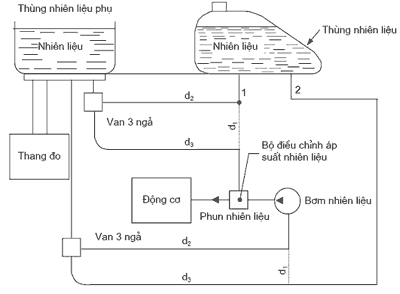 Thùng nhiên liệu phụ
Nhiên liệu
Nhiên liệu
Thùng nhiên liệu
1
2
d2
Van 3 ngả
d1
d3
Thang đo
Bộ điều chỉnh áp
suất nhiên liệu
Động cơ
Bơm nhiên liệu
Phun nhiên liệu
Van 3 ngả
d2
d1
d3